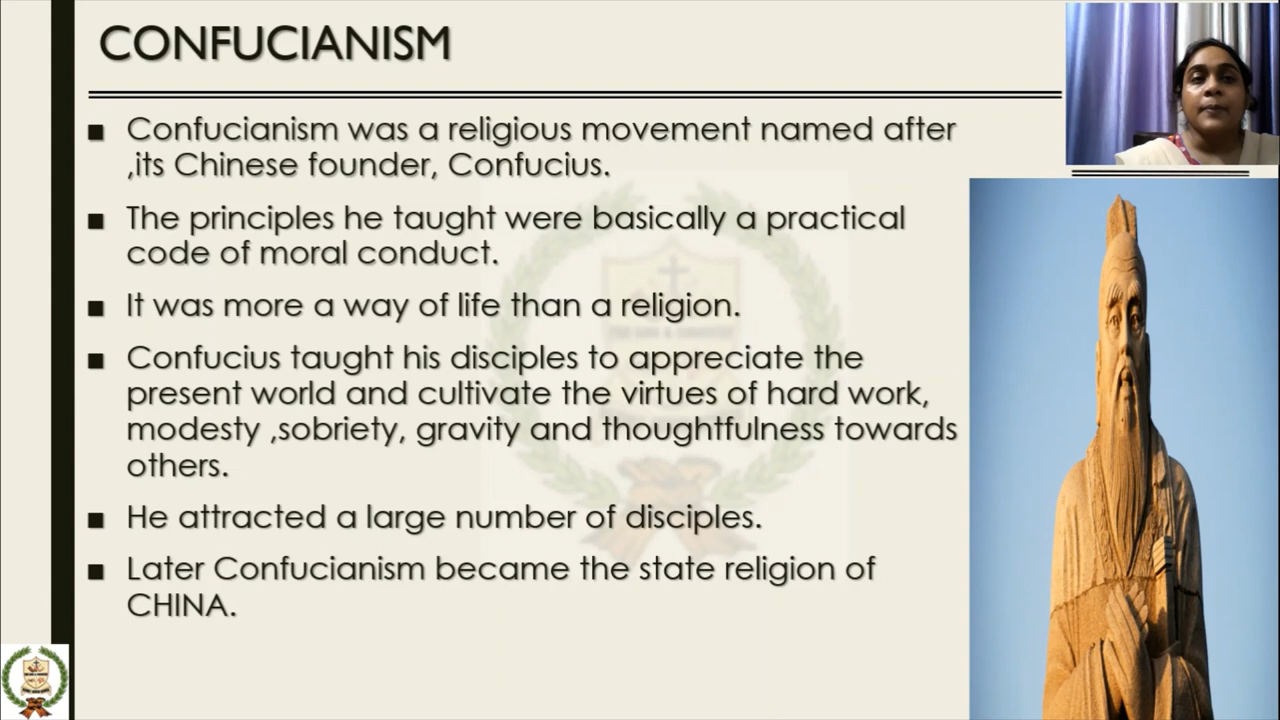 CONFUCIANISM
■ Confucianism was a religious movement named after
,its Chinese founder, Confucius.
■ The principles he taught were basically a practical
code of moral conduct.
■ It was more a way of life than a religion.
■ Confucius taught his disciples to appreciate the
present world and cultivate the virtues of hard work,
modesty ,sobriety, gravity and thoughtfulness towards
others.
■ He attracted a large number of disciples.
■ Later Confucianism became the state religion of
CHINA.